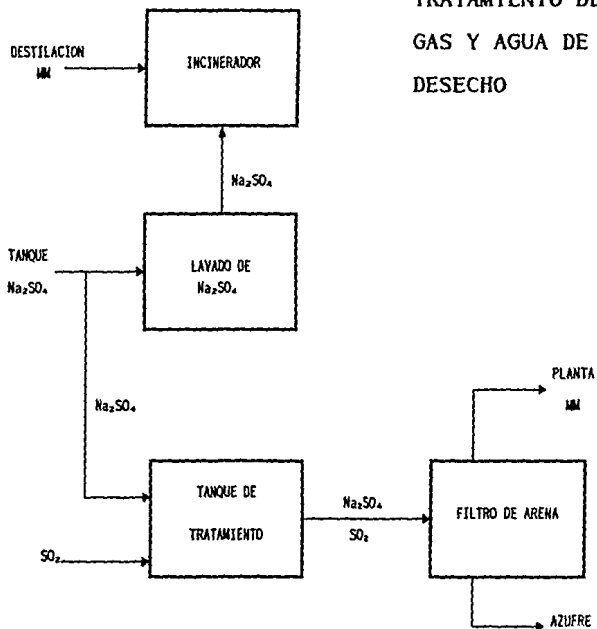 TRATAMIENTO DE
GAS Y AGUA DE
DESECHO
DESTILACION
MM
INCINERADOR
Na₂SO₄
TANQUE
Na₂SO₄
LAVADO DE
Na₂SO₄
Na₂SO₄
PLANTA
MM
TANQUE DE
TRATAMIENTO
Na₂SO₄
SO₂
FILTRO DE ARENA
SO₂
AZUFRE